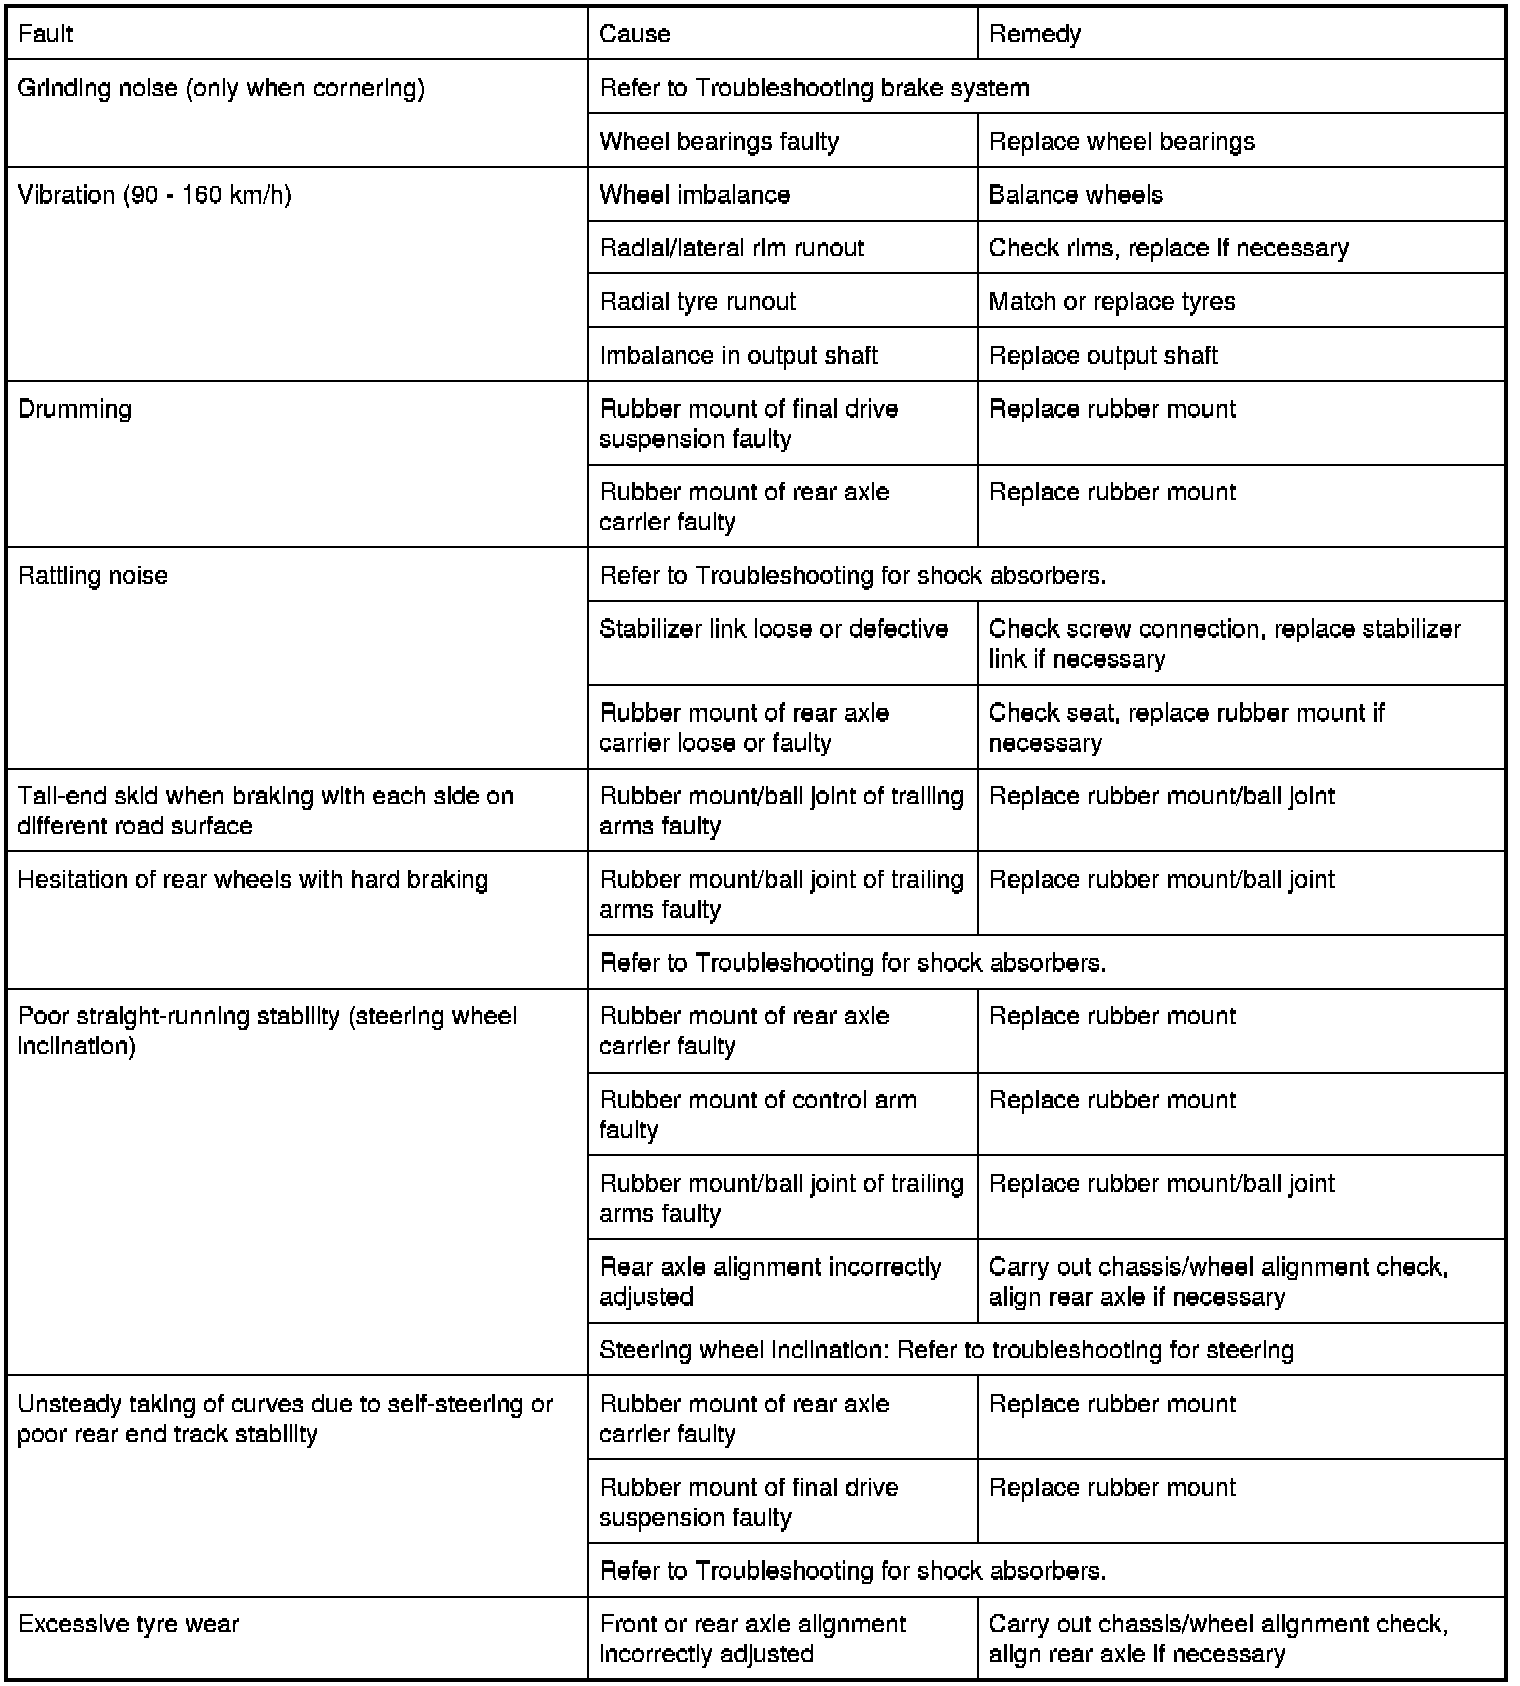 Fault Cause Remedy
Grinding noise (only when cornering) Refer to Troubleshooting brake system
Wheel bearings faulty Replace wheel bearings
Vibration (90 - 160 km/h) Wheel imbalance Balance wheels
Radial/lateral rim runout Check rims, replace if necessary
Radial tyre runout Match or replace tyres
Imbalance in output shaft Replace output shaft
Drumming Rubber mount of final drive Replace rubber mount
suspension faulty
Rubber mount of rear axle Replace rubber mount
carrier faulty
Rattling noise Refer to Troubleshooting for shock absorbers.
Stabilizer link loose or defective Check screw connection, replace stabilizer
link if necessary
Rubber mount of rear axle Check seat, replace rubber mount if
carrier loose or faulty necessary
Tail-end skid when braking with each side on Rubber mount/ball joint of trailing Replace rubber mount/ball joint
different road surface arms faulty
Hesitation of rear wheels with hard braking Rubber mount/ball joint of trailing Replace rubber mount/ball joint
arms faulty
Refer to Troubleshooting for shock absorbers.
Poor straight-running stability (steering wheel Rubber mount of rear axle Replace rubber mount
inclination) carrier faulty
Rubber mount of control arm Replace rubber mount
faulty
Rubber mount/ball joint of trailing Replace rubber mount/ball joint
arms faulty
Rear axle alignment incorrectly Carry out chassis/wheel alignment check,
adjusted align rear axle if necessary
Steering wheel inclination: Refer to troubleshooting for steering
Unsteady taking of curves due to self-steering or Rubber mount of rear axle Replace rubber mount
poor rear end track stability carrier faulty
Rubber mount of final drive Replace rubber mount
suspension faulty
Refer to Troubleshooting for shock absorbers.
Excessive tyre wear Front or rear axle alignment Carry out chassis/wheel alignment check,
incorrectly adjusted align rear axle if necessary